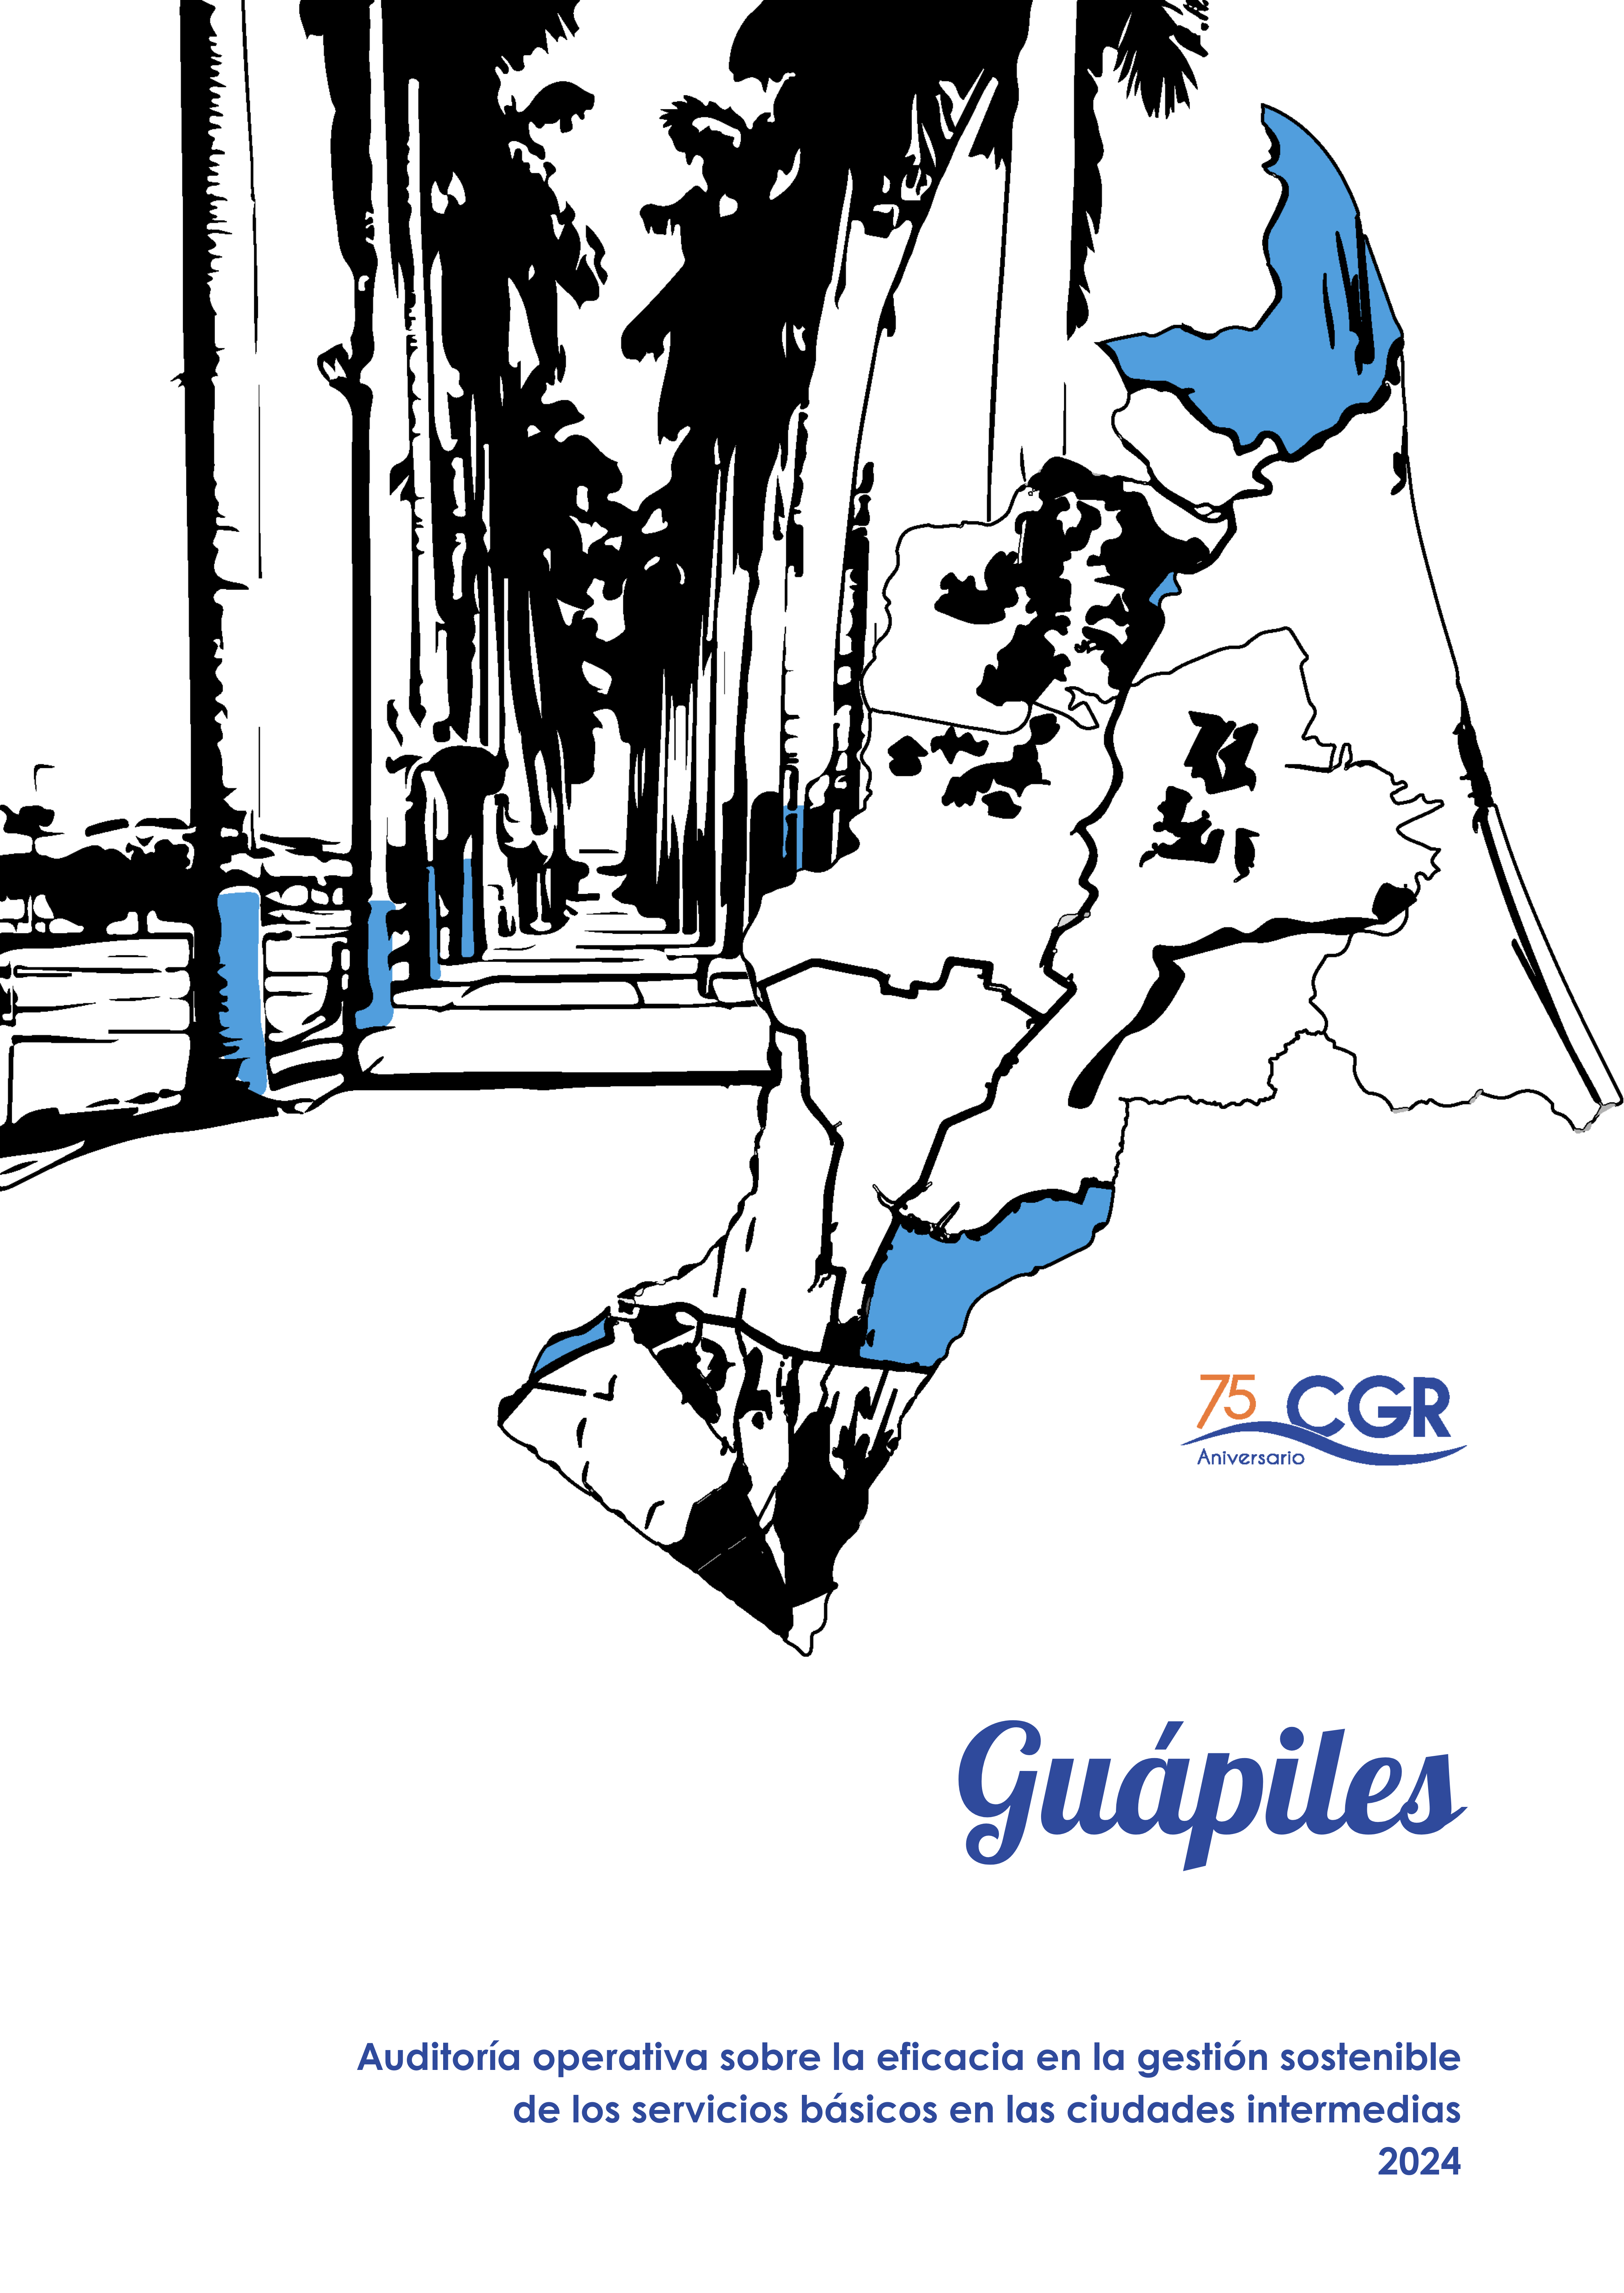 75 CGR
Aniversario
Guápiles
Auditoría operativa sobre la eficacia en la gestión sostenible
de los servicios básicos en las ciudades intermedias
2024